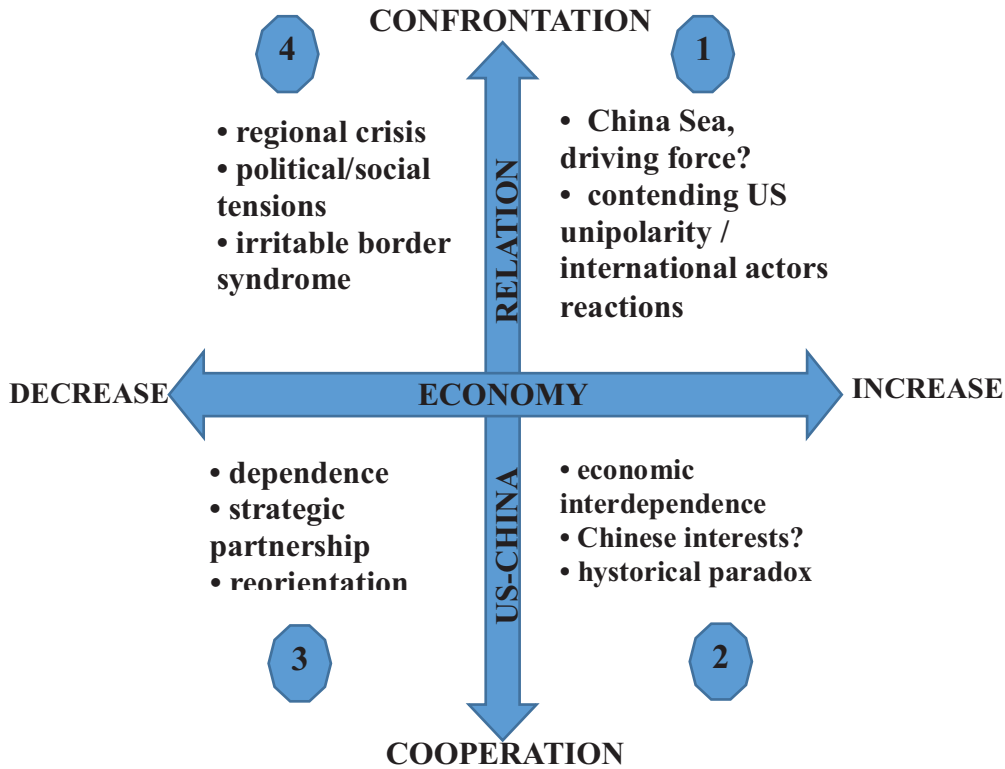 CONFRONTATION
4
1
• regional crisis
• political/social
tensions
• irritable border
syndrome
• China Sea,
driving force?
• contending US
unipolarity /
international actors
reactions
RELATION
DECREASE
ECONOMY
INCREASE
• dependence
• strategic
partnership
• reorientation
US-CHINA
• economic
interdependence
• Chinese interests?
• hystorical paradox
3
2
COOPERATION